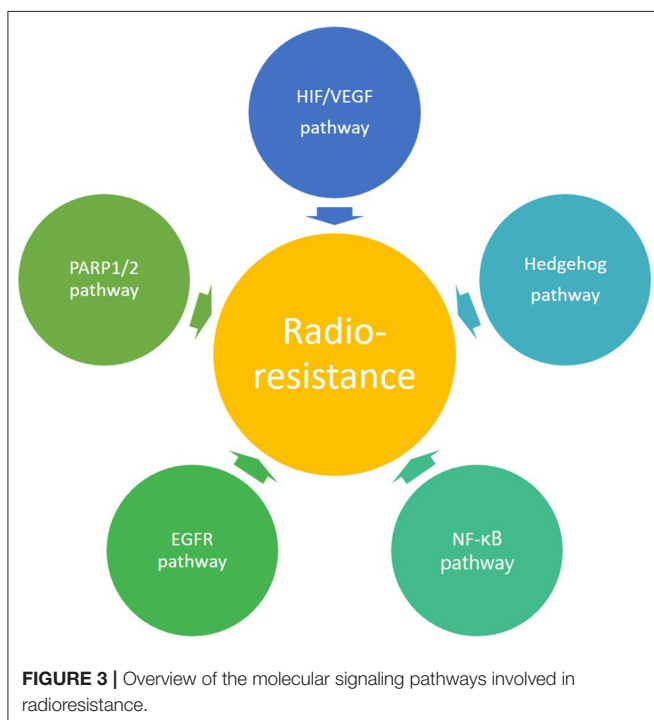 HIF/VEGF
pathway
PARP1/2
pathway
Hedgehog
pathway
Radio-
resistance
EGFR
pathway
NF-κB
pathway
FIGURE 3 | Overview of the molecular signaling pathways involved in
radioresistance.